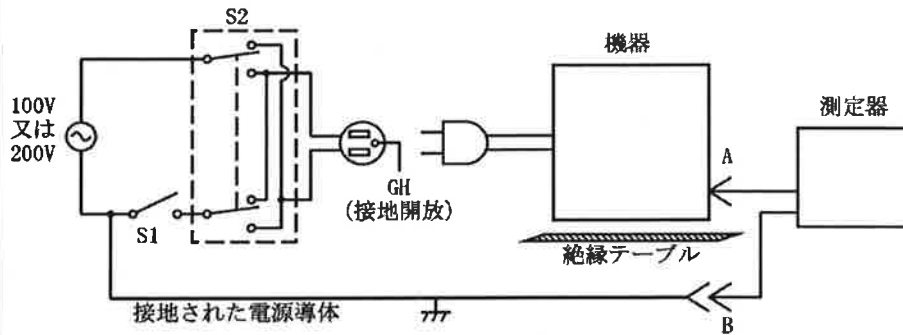 S2
100V
又は
200V
S1
GH
(接地開放)
機器
測定器
A
絶縁テーブル
接地された電源導体
B